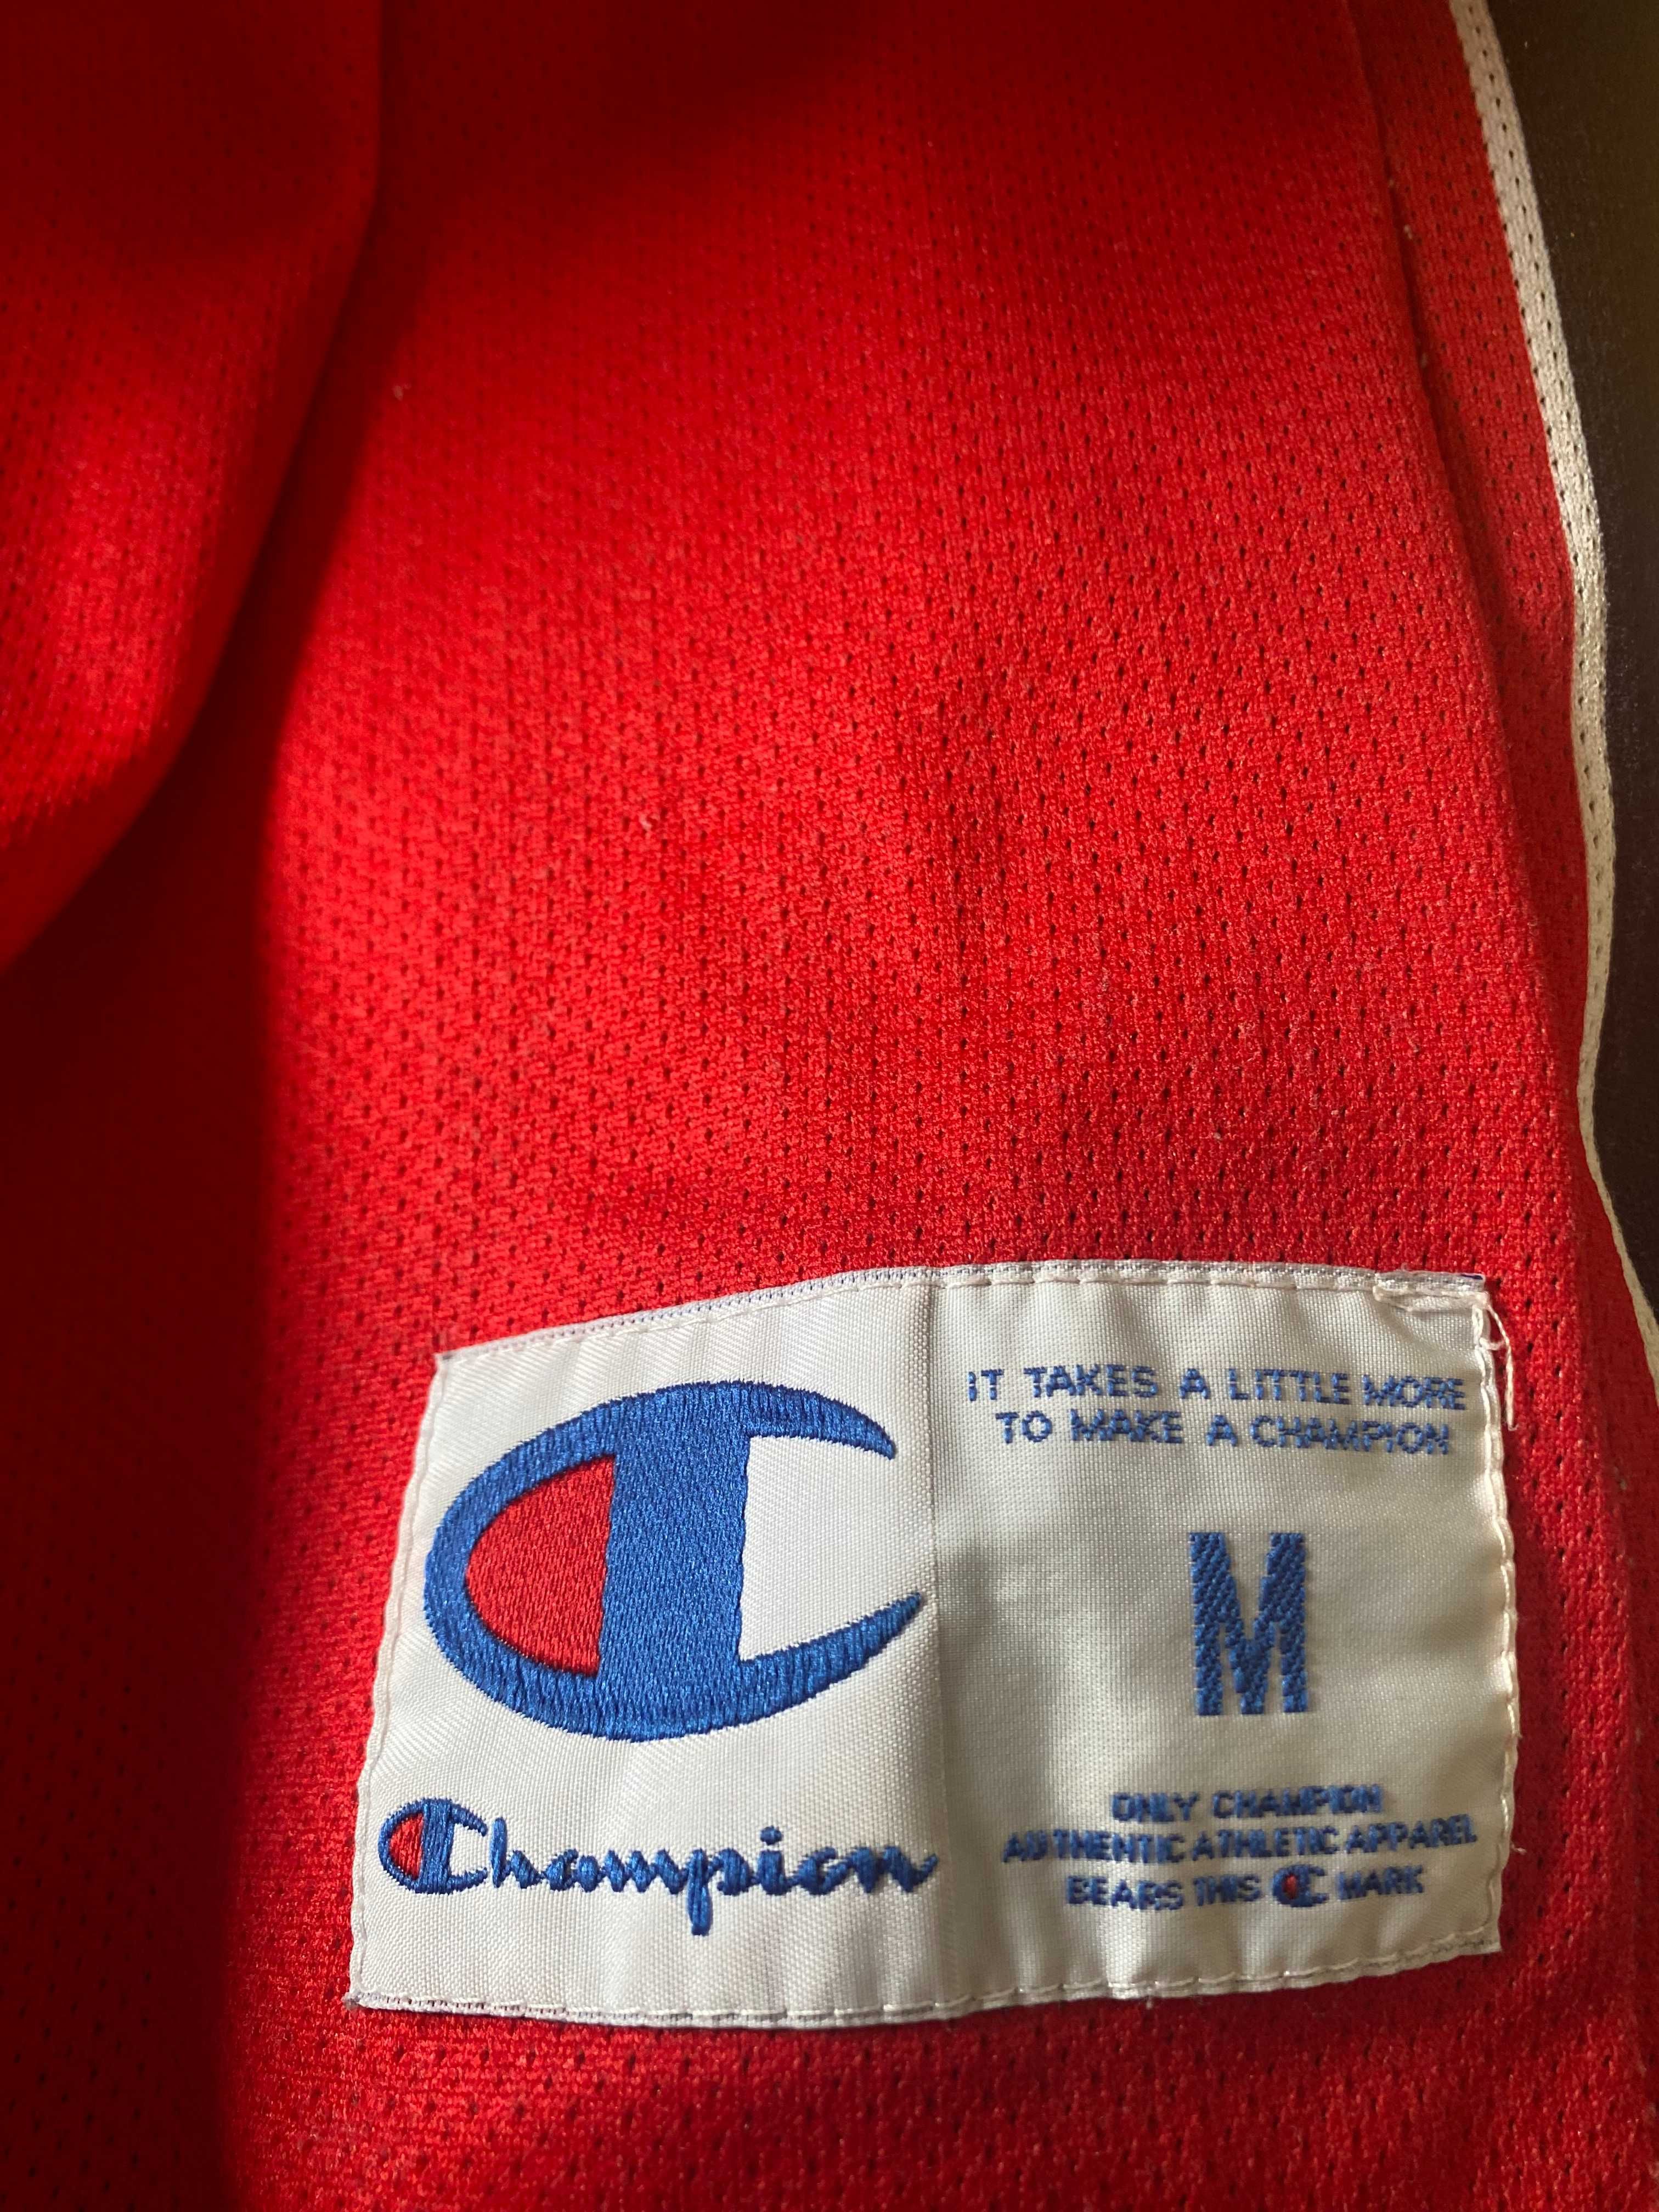 Champion
IT TAKES A LITTLE MORE
TO MAKE A CHAMPION
M
ONLY CHAMPION
AUTHENTIC ATHLETIC APPAREL
BEARS THIS C MARK